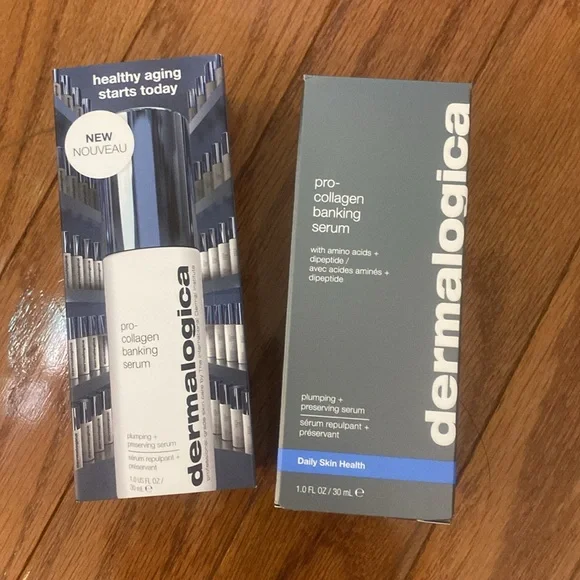 healthy aging
starts today
NEW
NOUVEAU
pro-
collagen
banking
serum
plumping +
preserving serum
sérum repulpant +
préservant
1.0 US FL OZ /
30 mL ℮
dermalogica
pro-
collagen
banking
serum
with amino acids +
dipeptide /
avec acides aminés +
dipeptide
plumping +
preserving serum
sérum repulpant +
préservant
Daily Skin Health
1.0 FL OZ / 30 mL ℮
dermalogica